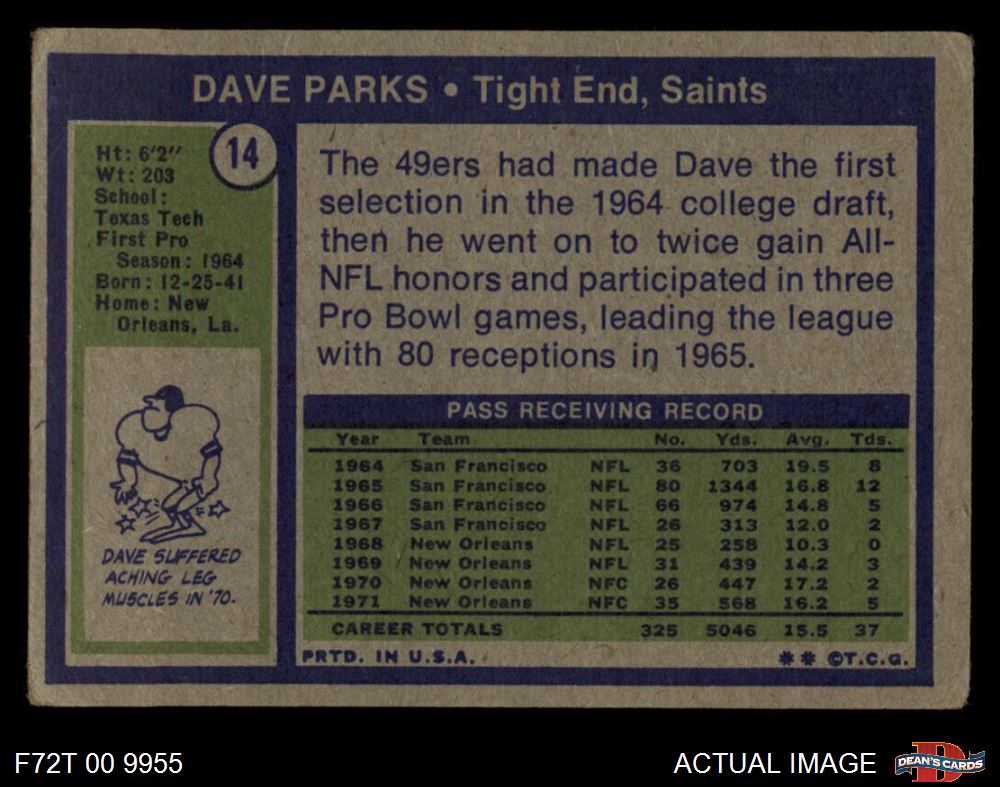 DAVE PARKS • Tight End, Saints
14
Ht: 6'2"
Wt: 203
School:
Texas Tech
First Pro
Season: 1964
Born: 12-25-41
Home: New
Orleans, La.
DAVE SUFFERED
ACHING LEG
MUSCLES IN '70.
The 49ers had made Dave the first
selection in the 1964 college draft,
then he went on to twice gain All-
NFL honors and participated in three
Pro Bowl games, leading the league
with 80 receptions in 1965.
PASS RECEIVING RECORD
Year Team No. Yds. Avg. Tds.
1964 San Francisco NFL 36 703 19.5 8
1965 San Francisco NFL 80 1344 16.8 12
1966 San Francisco NFL 66 974 14.8 5
1967 San Francisco NFL 26 313 12.0 2
1968 New Orleans NFL 25 258 10.3 0
1969 New Orleans NFL 31 439 14.2 3
1970 New Orleans NFC 26 447 17.2 2
1971 New Orleans NFC 35 568 16.2 5
CAREER TOTALS 325 5046 15.5 37
PRTD. IN U.S.A. ** ©T.C.G.
F72T 00 9955
ACTUAL IMAGE
D
DEAN'S CARDS